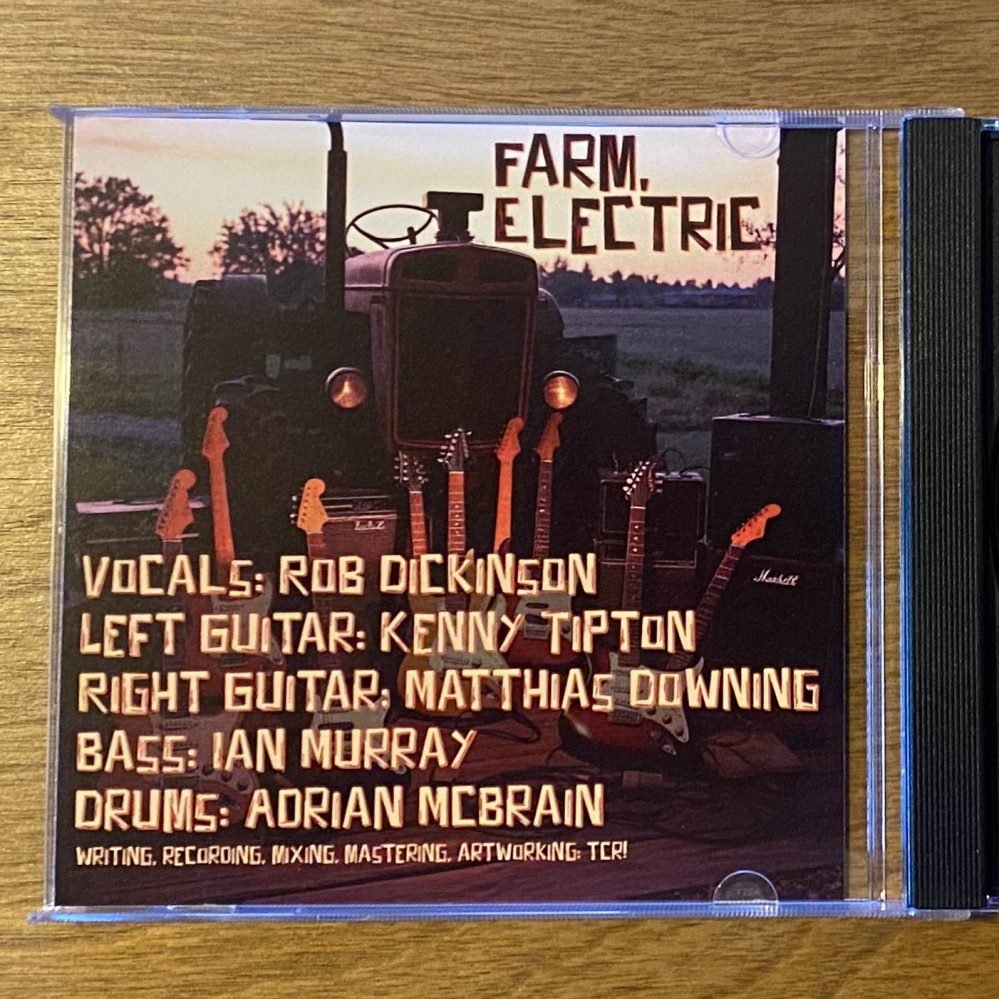 FARM,
ELECTRIC
Marshall
VOCALS: ROB DICKINSON
LEFT GUITAR: KENNY TIPTON
RIGHT GUITAR: MATTHIAS DOWNING
BASS: IAN MURRAY
DRUMS: ADRIAN MCBRAIN
WRITING, RECORDING, MIXING, MASTERING, ARTWORKING: TCR!